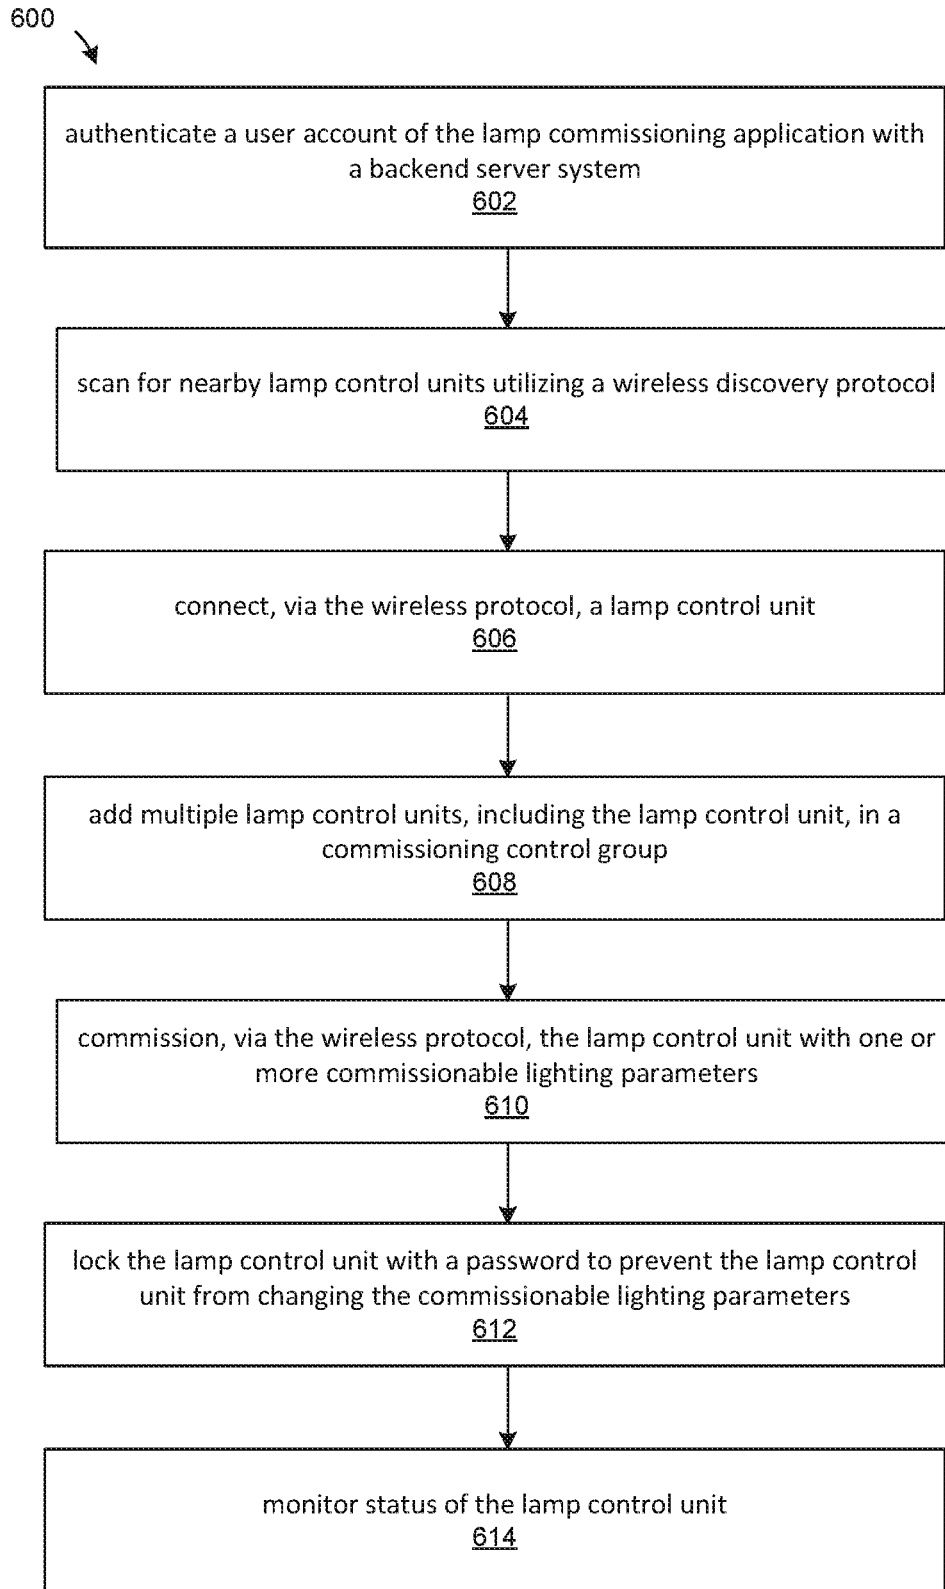 600
authenticate a user account of the lamp commissioning application with
a backend server system
602
scan for nearby lamp control units utilizing a wireless discovery protocol
604
connect, via the wireless protocol, a lamp control unit
606
add multiple lamp control units, including the lamp control unit, in a
commissioning control group
608
commission, via the wireless protocol, the lamp control unit with one or
more commissionable lighting parameters
610
lock the lamp control unit with a password to prevent the lamp control
unit from changing the commissionable lighting parameters
612
monitor status of the lamp control unit
614